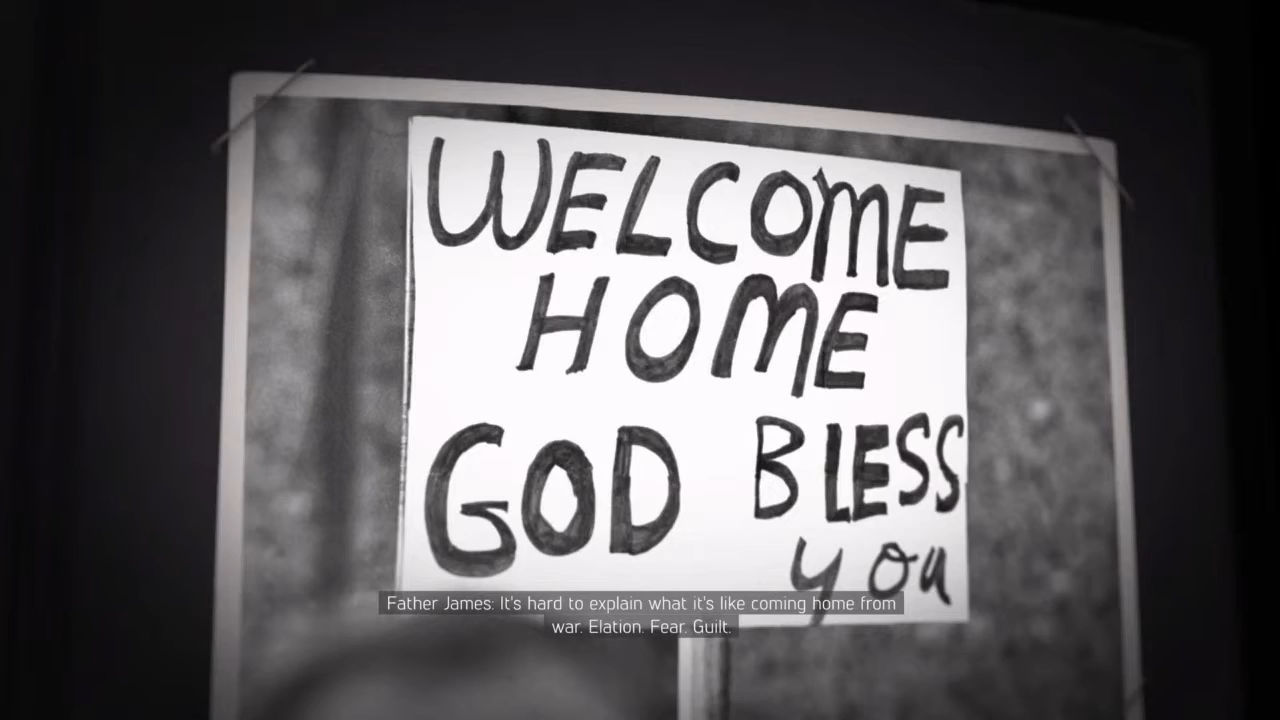 WELCOME
HOME
GOD BLESS
you
Father James: It's hard to explain what it's like coming home from
war. Elation. Fear. Guilt.